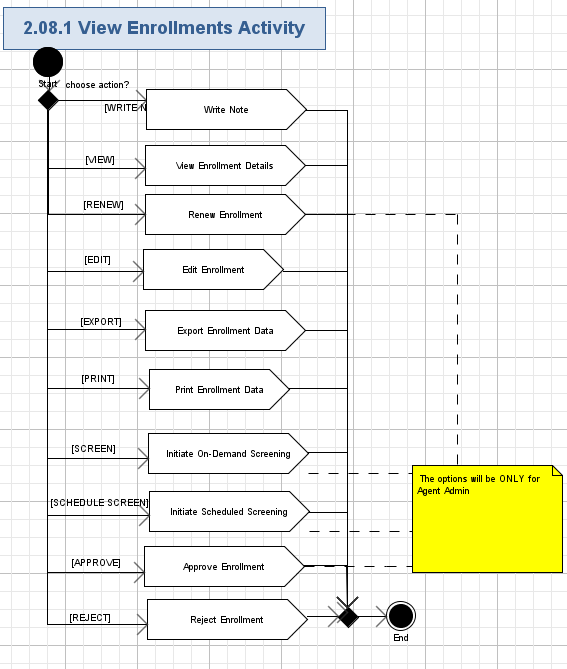 2.08.1 View Enrollments Activity
Start
choose action?
[WRITE N
Write Note
[VIEW]
View Enrollment Details
[RENEW]
Renew Enrollment
[EDIT]
Edit Enrollment
[EXPORT]
Export Enrollment Data
[PRINT]
Print Enrollment Data
[SCREEN]
Initiate On-Demand Screening
The options will be ONLY for
Agent Admin
[SCHEDULE SCREEN]
Initiate Scheduled Screening
[APPROVE]
Approve Enrollment
[REJECT]
Reject Enrollment
End